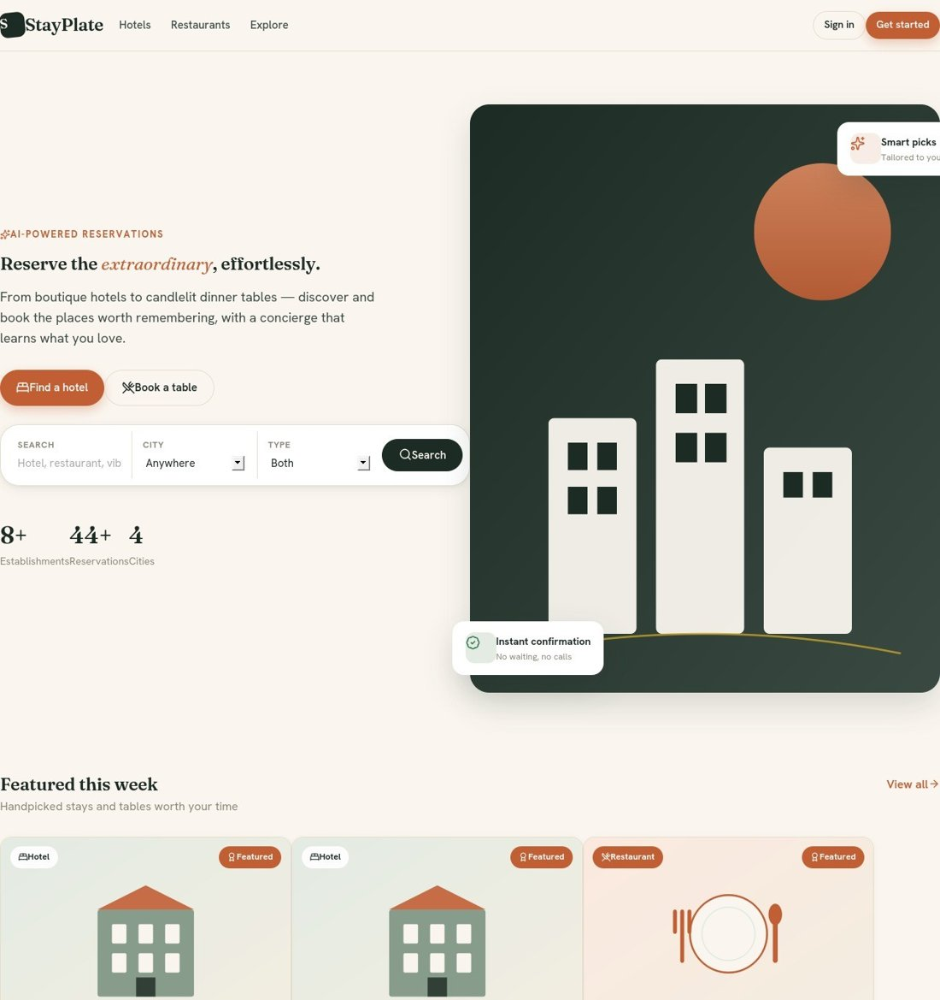 S StayPlate Hotels Restaurants Explore Sign in Get started
Smart picks
Tailored to you
AI-POWERED RESERVATIONS
Reserve the extraordinary, effortlessly.
From boutique hotels to candlelit dinner tables — discover and
book the places worth remembering, with a concierge that
learns what you love.
Find a hotel Book a table
SEARCH CITY TYPE
Hotel, restaurant, vib Anywhere Both Search
8+ 44+ 4
Establishments Reservations Cities
Instant confirmation
No waiting, no calls
Featured this week
View all
Handpicked stays and tables worth your time
Hotel Featured Hotel Featured Restaurant Featured